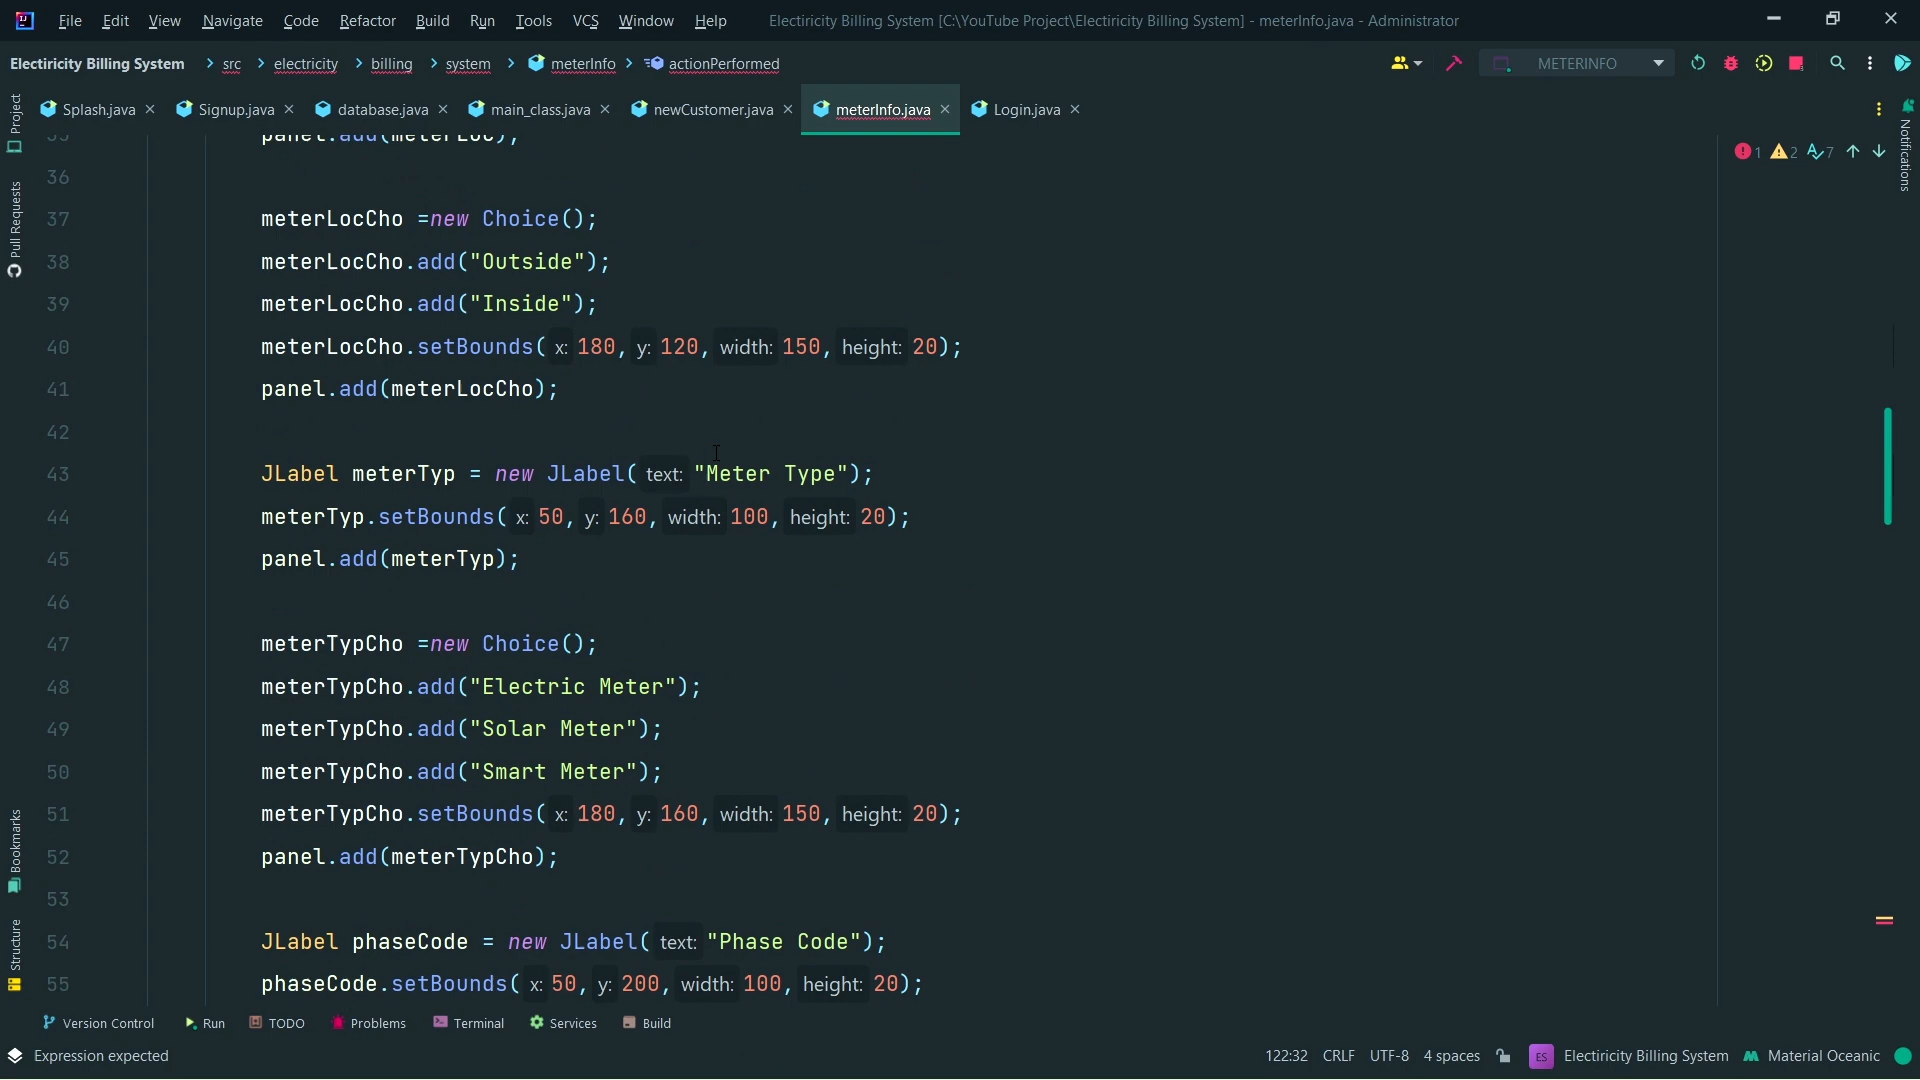 File Edit View Navigate Code Refactor Build Run Tools VCS Window Help Electiricity Billing System [C:\YouTube Project\Electiricity Billing System] - meterInfo.java - Administrator
Electiricity Billing System > src > electricity > billing > system > meterInfo > actionPerformed METERINFO
Splash.java Signup.java database.java main_class.java newCustomer.java meterInfo.java Login.java
Project
Pull Requests
Bookmarks
Structure
Notifications
1 2 7
35 panel.add(meterLoc);
36
37 meterLocCho =new Choice();
38 meterLocCho.add("Outside");
39 meterLocCho.add("Inside");
40 meterLocCho.setBounds( x: 180, y: 120, width: 150, height: 20);
41 panel.add(meterLocCho);
42
43 JLabel meterTyp = new JLabel( text: "Meter Type");
44 meterTyp.setBounds( x: 50, y: 160, width: 100, height: 20);
45 panel.add(meterTyp);
46
47 meterTypCho =new Choice();
48 meterTypCho.add("Electric Meter");
49 meterTypCho.add("Solar Meter");
50 meterTypCho.add("Smart Meter");
51 meterTypCho.setBounds( x: 180, y: 160, width: 150, height: 20);
52 panel.add(meterTypCho);
53
54 JLabel phaseCode = new JLabel( text: "Phase Code");
55 phaseCode.setBounds( x: 50, y: 200, width: 100, height: 20);
Version Control Run TODO Problems Terminal Services Build
Expression expected 122:32 CRLF UTF-8 4 spaces ES Electiricity Billing System Material Oceanic